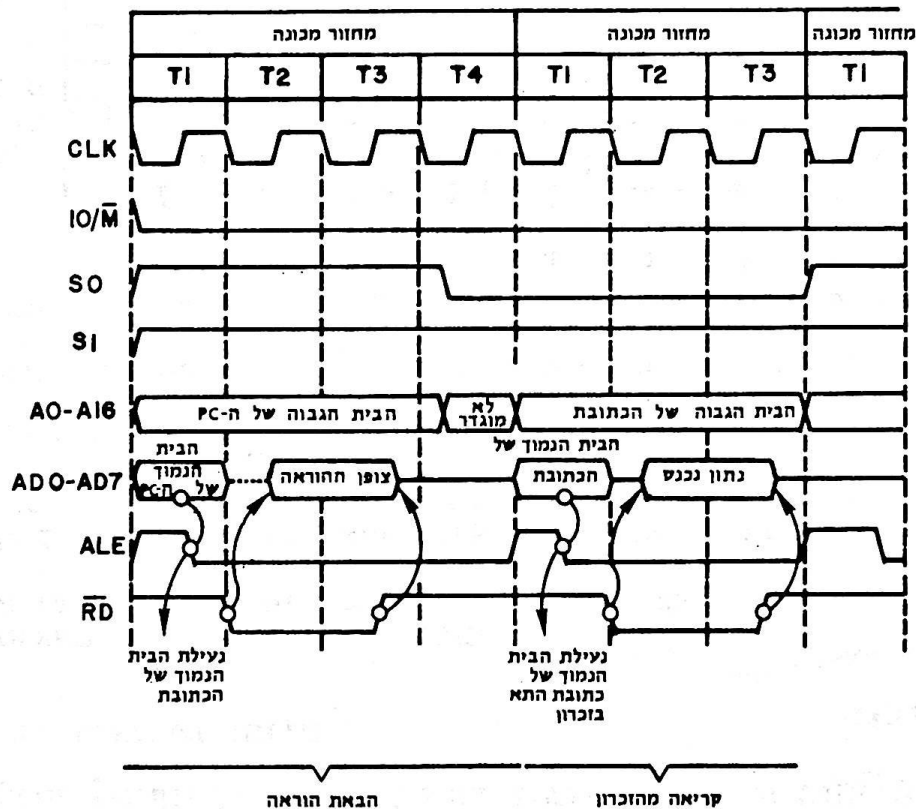 מחזור מכונה מחזור מכונה מחזור מכונה
T1 T2 T3 T4 T1 T2 T3 T1
CLK
IO/M̅
S0
S1
A0-A16 הבית הגבוה של ה-PC לא מוגדר הבית הגבוה של הכתובת
הבית
הנמוך
של ה-PC
הבית הנמוך של
הכתובת
AD0-AD7 צופן ההוראה נתון נכנס
ALE
R̅D̅
נעילת הבית
הנמוך של
הכתובת
נעילת הבית
הנמוך של
כתובת התא
בזכרון
הבאת הוראה קריאה מהזכרון